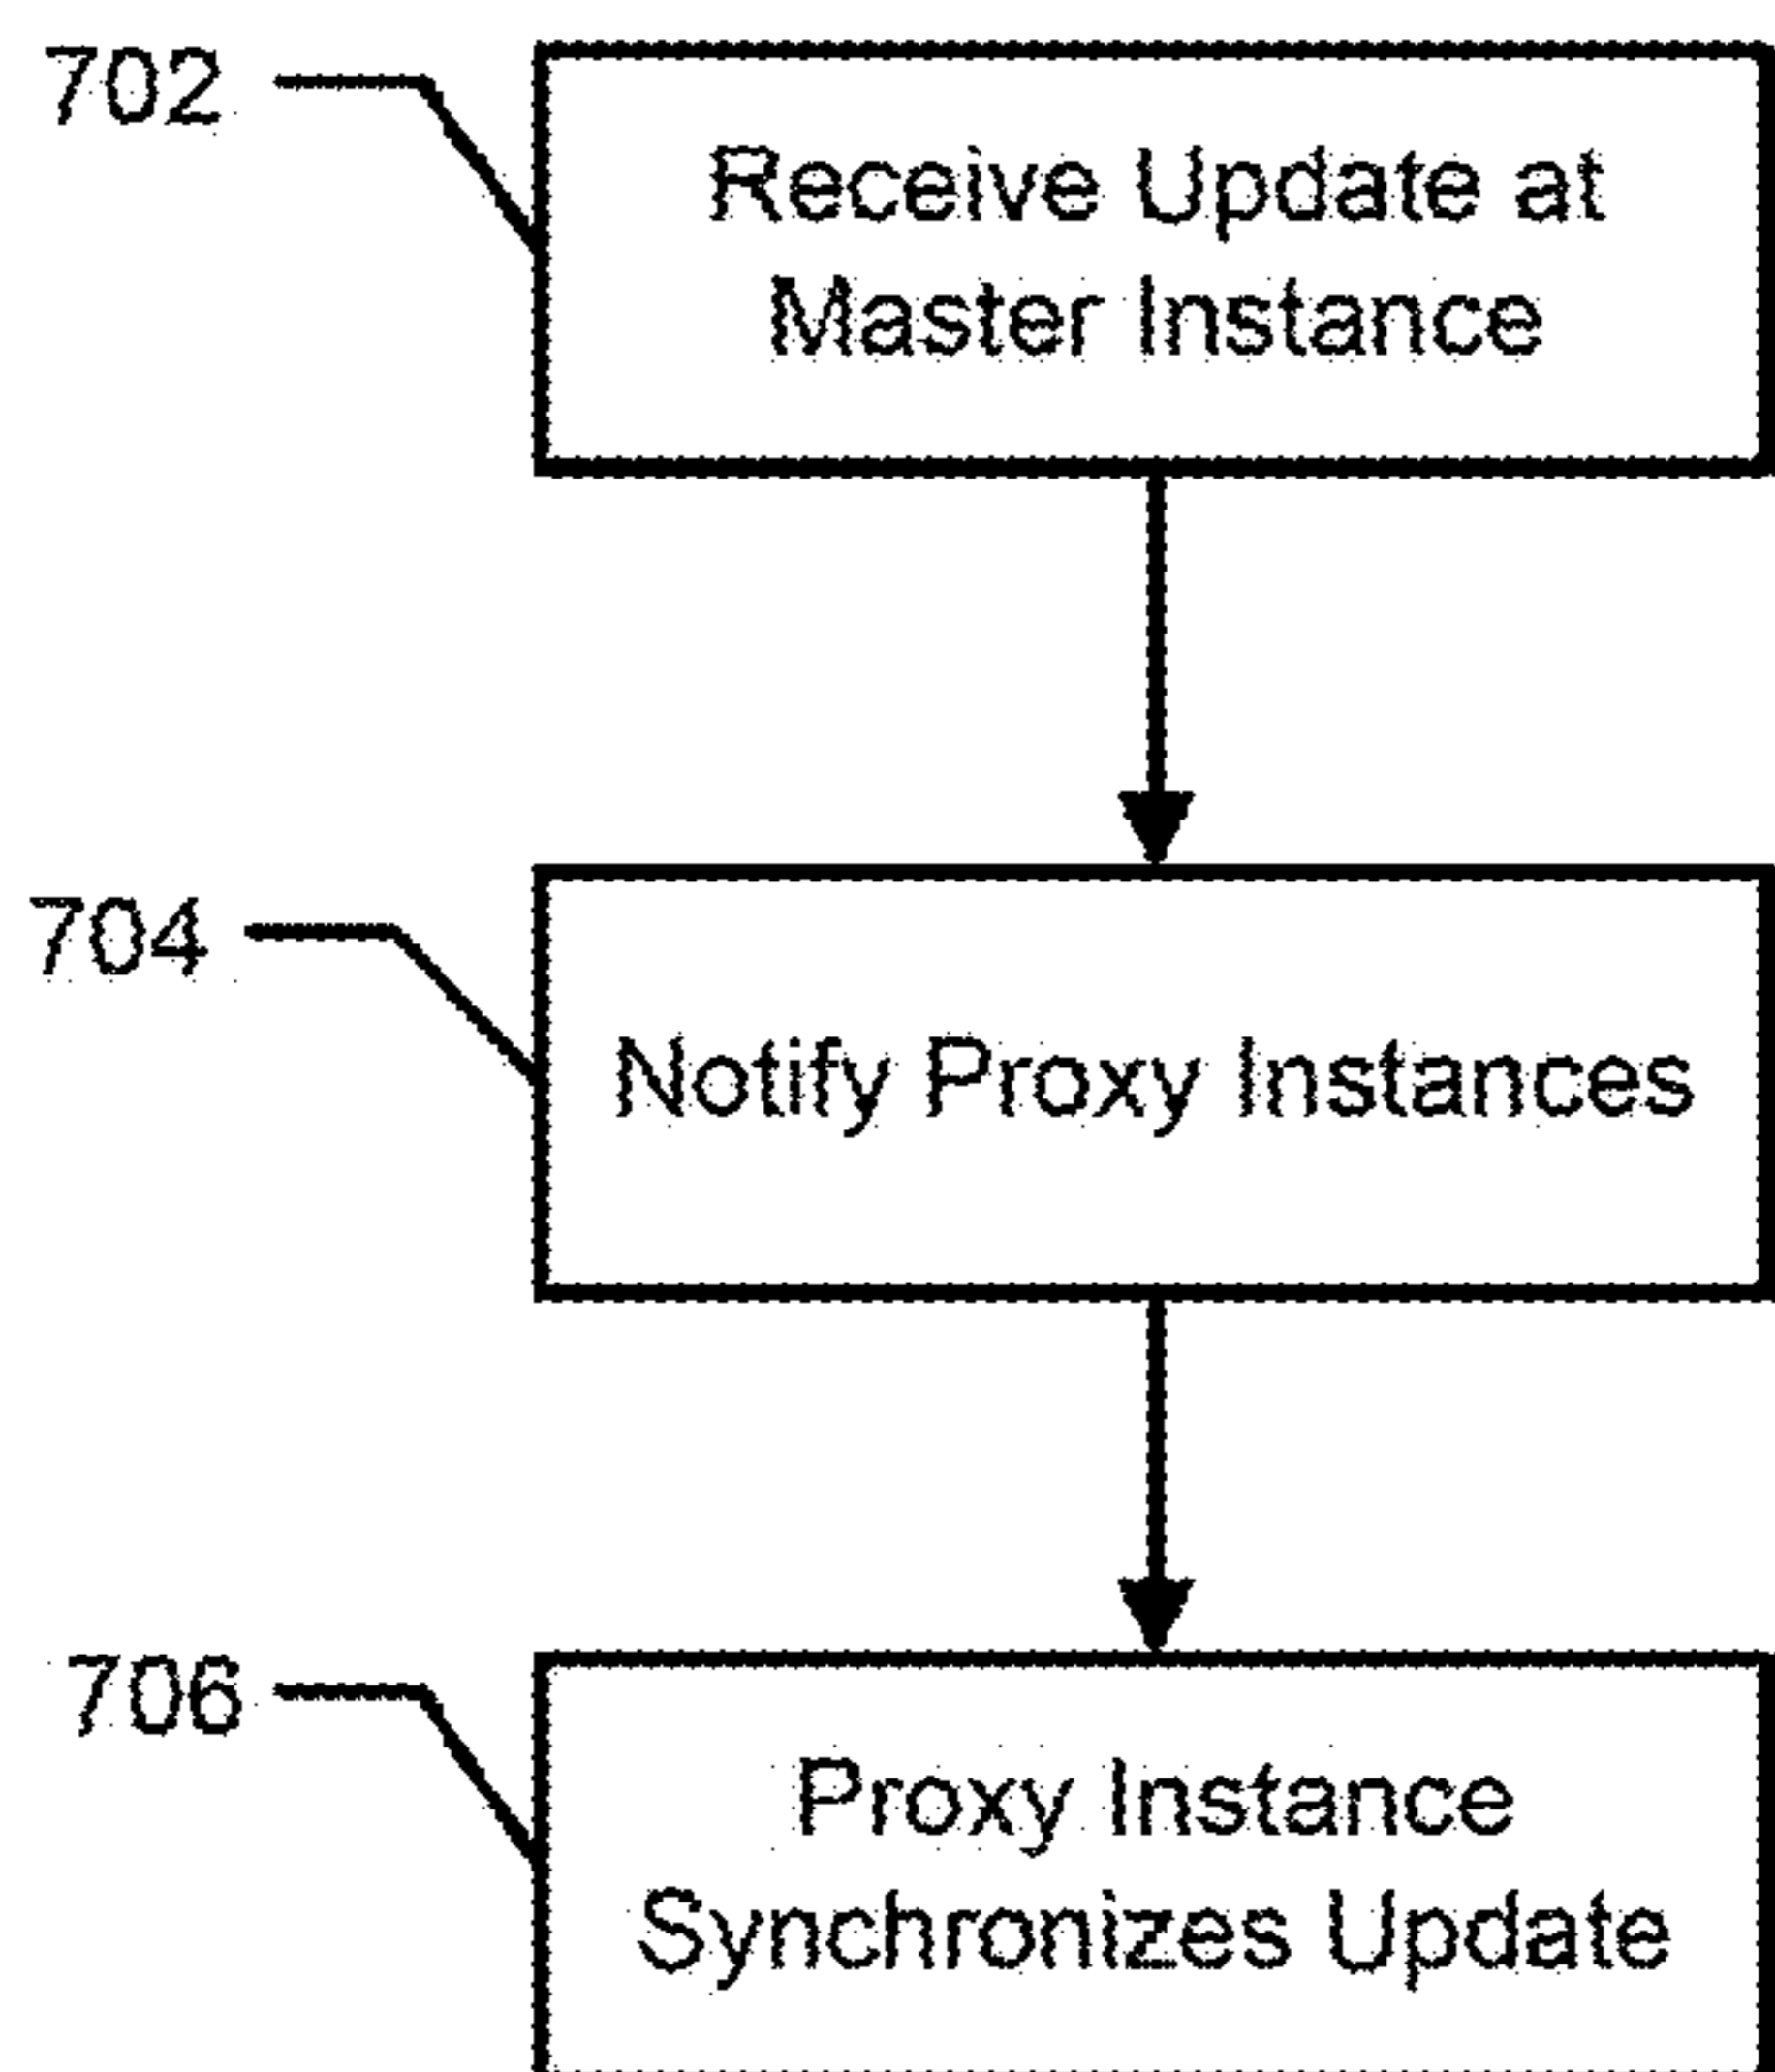 702
Receive Update at
Master Instance
704
Notify Proxy Instances
706
Proxy Instance
Synchronizes Update